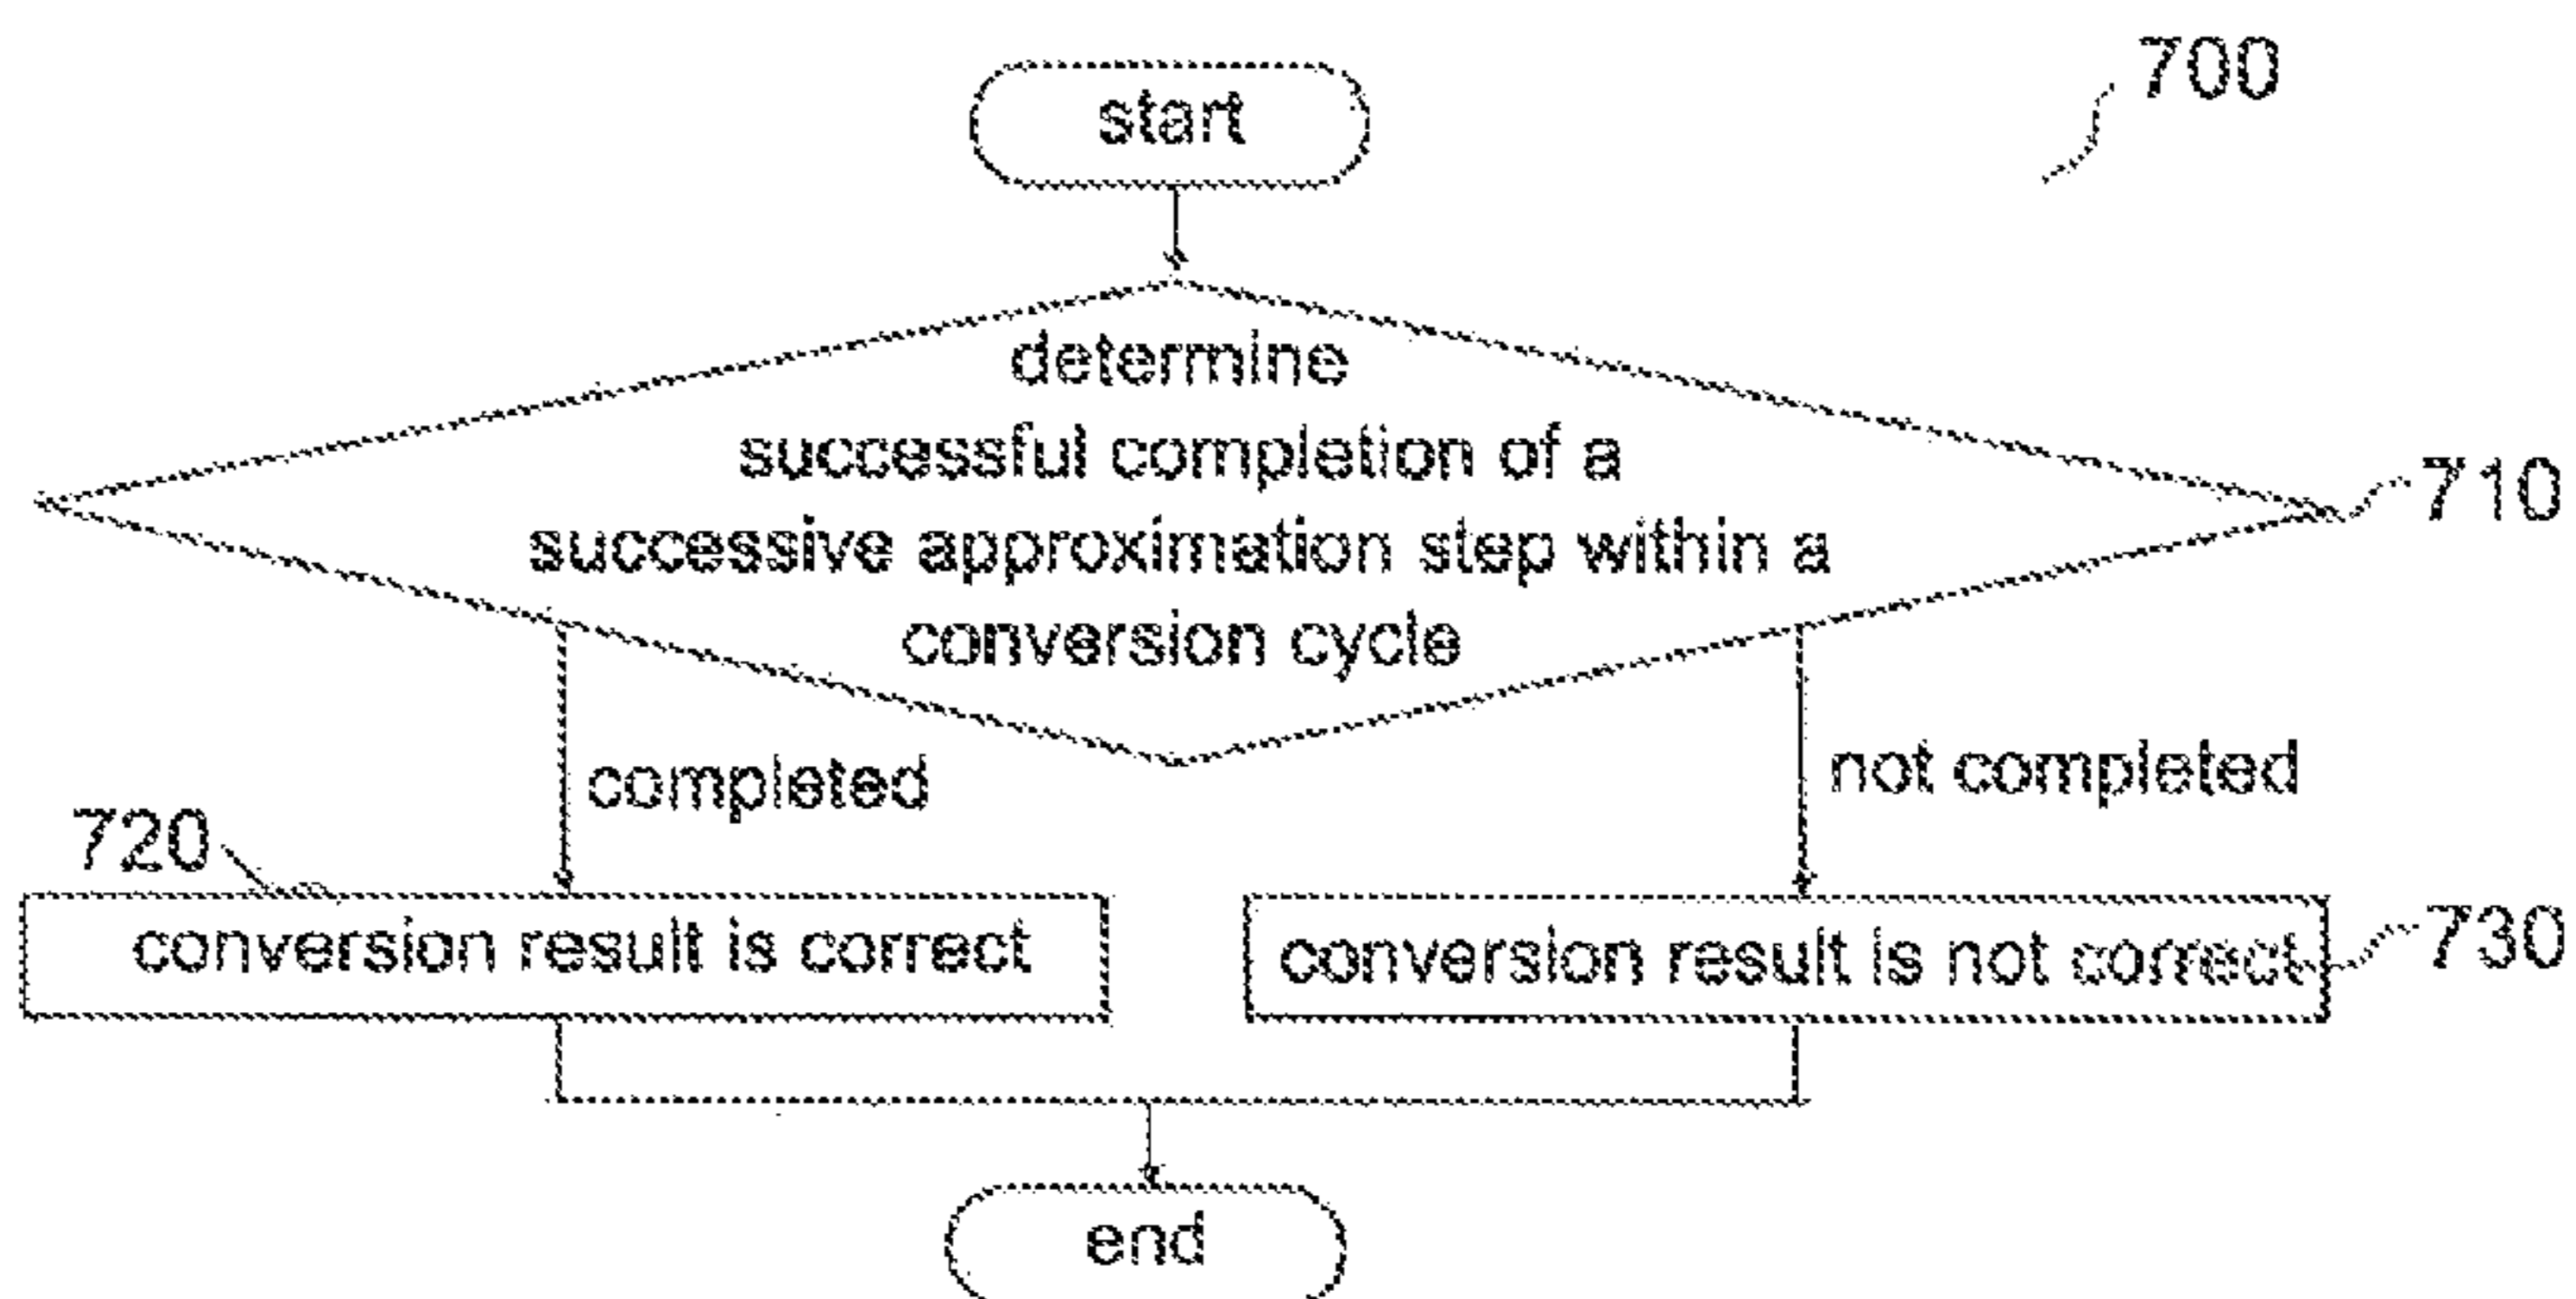 700
start
determine
successful completion of a
successive approximation step within a
conversion cycle
710
completed
not completed
720
conversion result is correct
conversion result is not correct
730
end